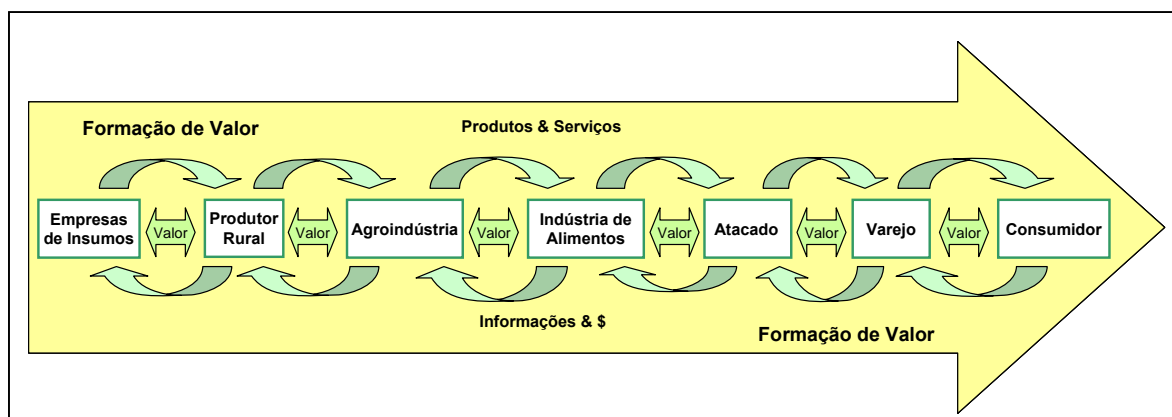 Formação de Valor
Produtos & Serviços
Empresas
de Insumos
Valor
Produtor
Rural
Valor
Agroindústria
Valor
Indústria de
Alimentos
Valor
Atacado
Valor
Varejo
Valor
Consumidor
Informações & $
Formação de Valor